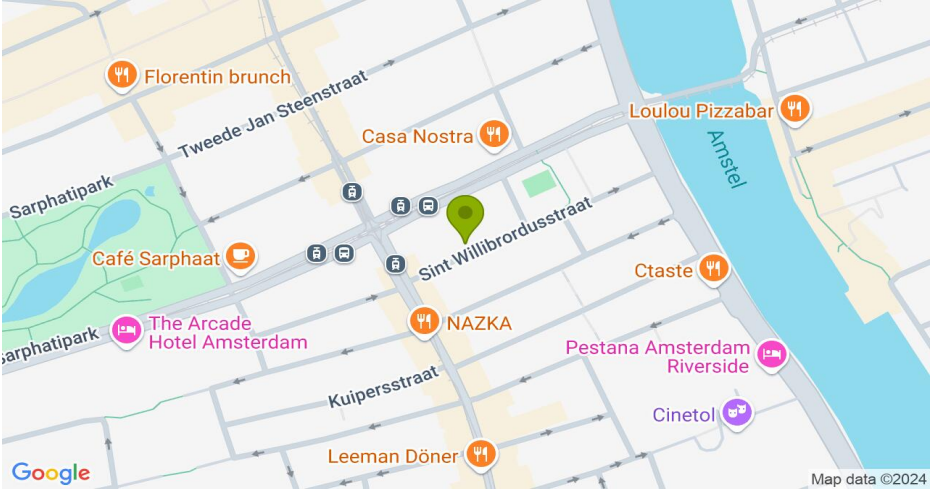 Florentin brunch
Tweede Jan Steenstraat
Loulou Pizzabar
Casa Nostra
Amstel
Sarphatipark
Sint Willibrordusstraat
Café Sarphaat
Ctaste
The Arcade
Hotel Amsterdam
NAZKA
Sarphatipark
Pestana Amsterdam
Riverside
Kuipersstraat
Cinetol
Leeman Döner
Google
Map data ©2024